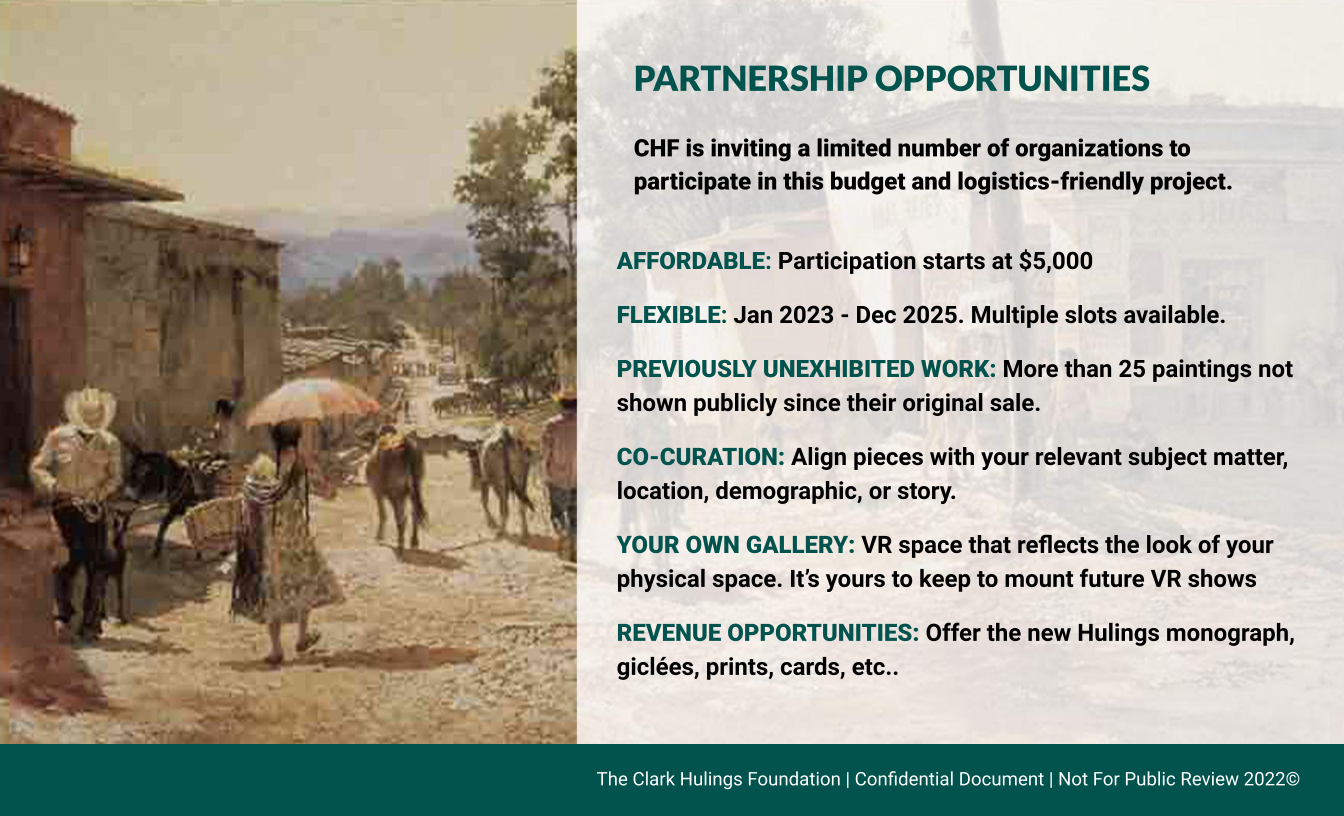 PARTNERSHIP OPPORTUNITIES
CHF is inviting a limited number of organizations to
participate in this budget and logistics-friendly project.
AFFORDABLE: Participation starts at $5,000
FLEXIBLE: Jan 2023 - Dec 2025. Multiple slots available.
PREVIOUSLY UNEXHIBITED WORK: More than 25 paintings not
shown publicly since their original sale.
CO-CURATION: Align pieces with your relevant subject matter,
location, demographic, or story.
YOUR OWN GALLERY: VR space that reflects the look of your
physical space. It’s yours to keep to mount future VR shows
REVENUE OPPORTUNITIES: Offer the new Hulings monograph,
giclées, prints, cards, etc..
The Clark Hulings Foundation | Confidential Document | Not For Public Review 2022©